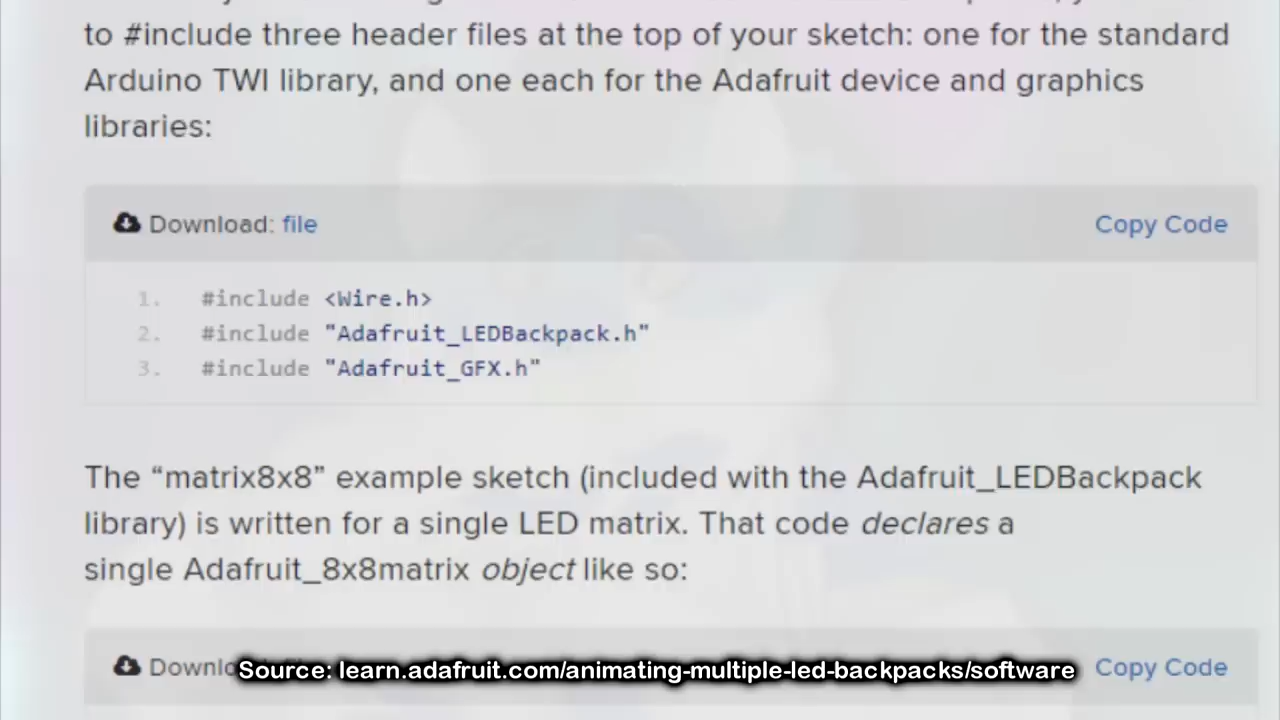 to #include three header files at the top of your sketch: one for the standard
Arduino TWI library, and one each for the Adafruit device and graphics
libraries:
Download: file
Copy Code
1. #include <Wire.h>
2. #include "Adafruit_LEDBackpack.h"
3. #include "Adafruit_GFX.h"
The “matrix8x8” example sketch (included with the Adafruit_LEDBackpack
library) is written for a single LED matrix. That code declares a
single Adafruit_8x8matrix object like so:
Source: learn.adafruit.com/animating-multiple-led-backpacks/software
Copy Code